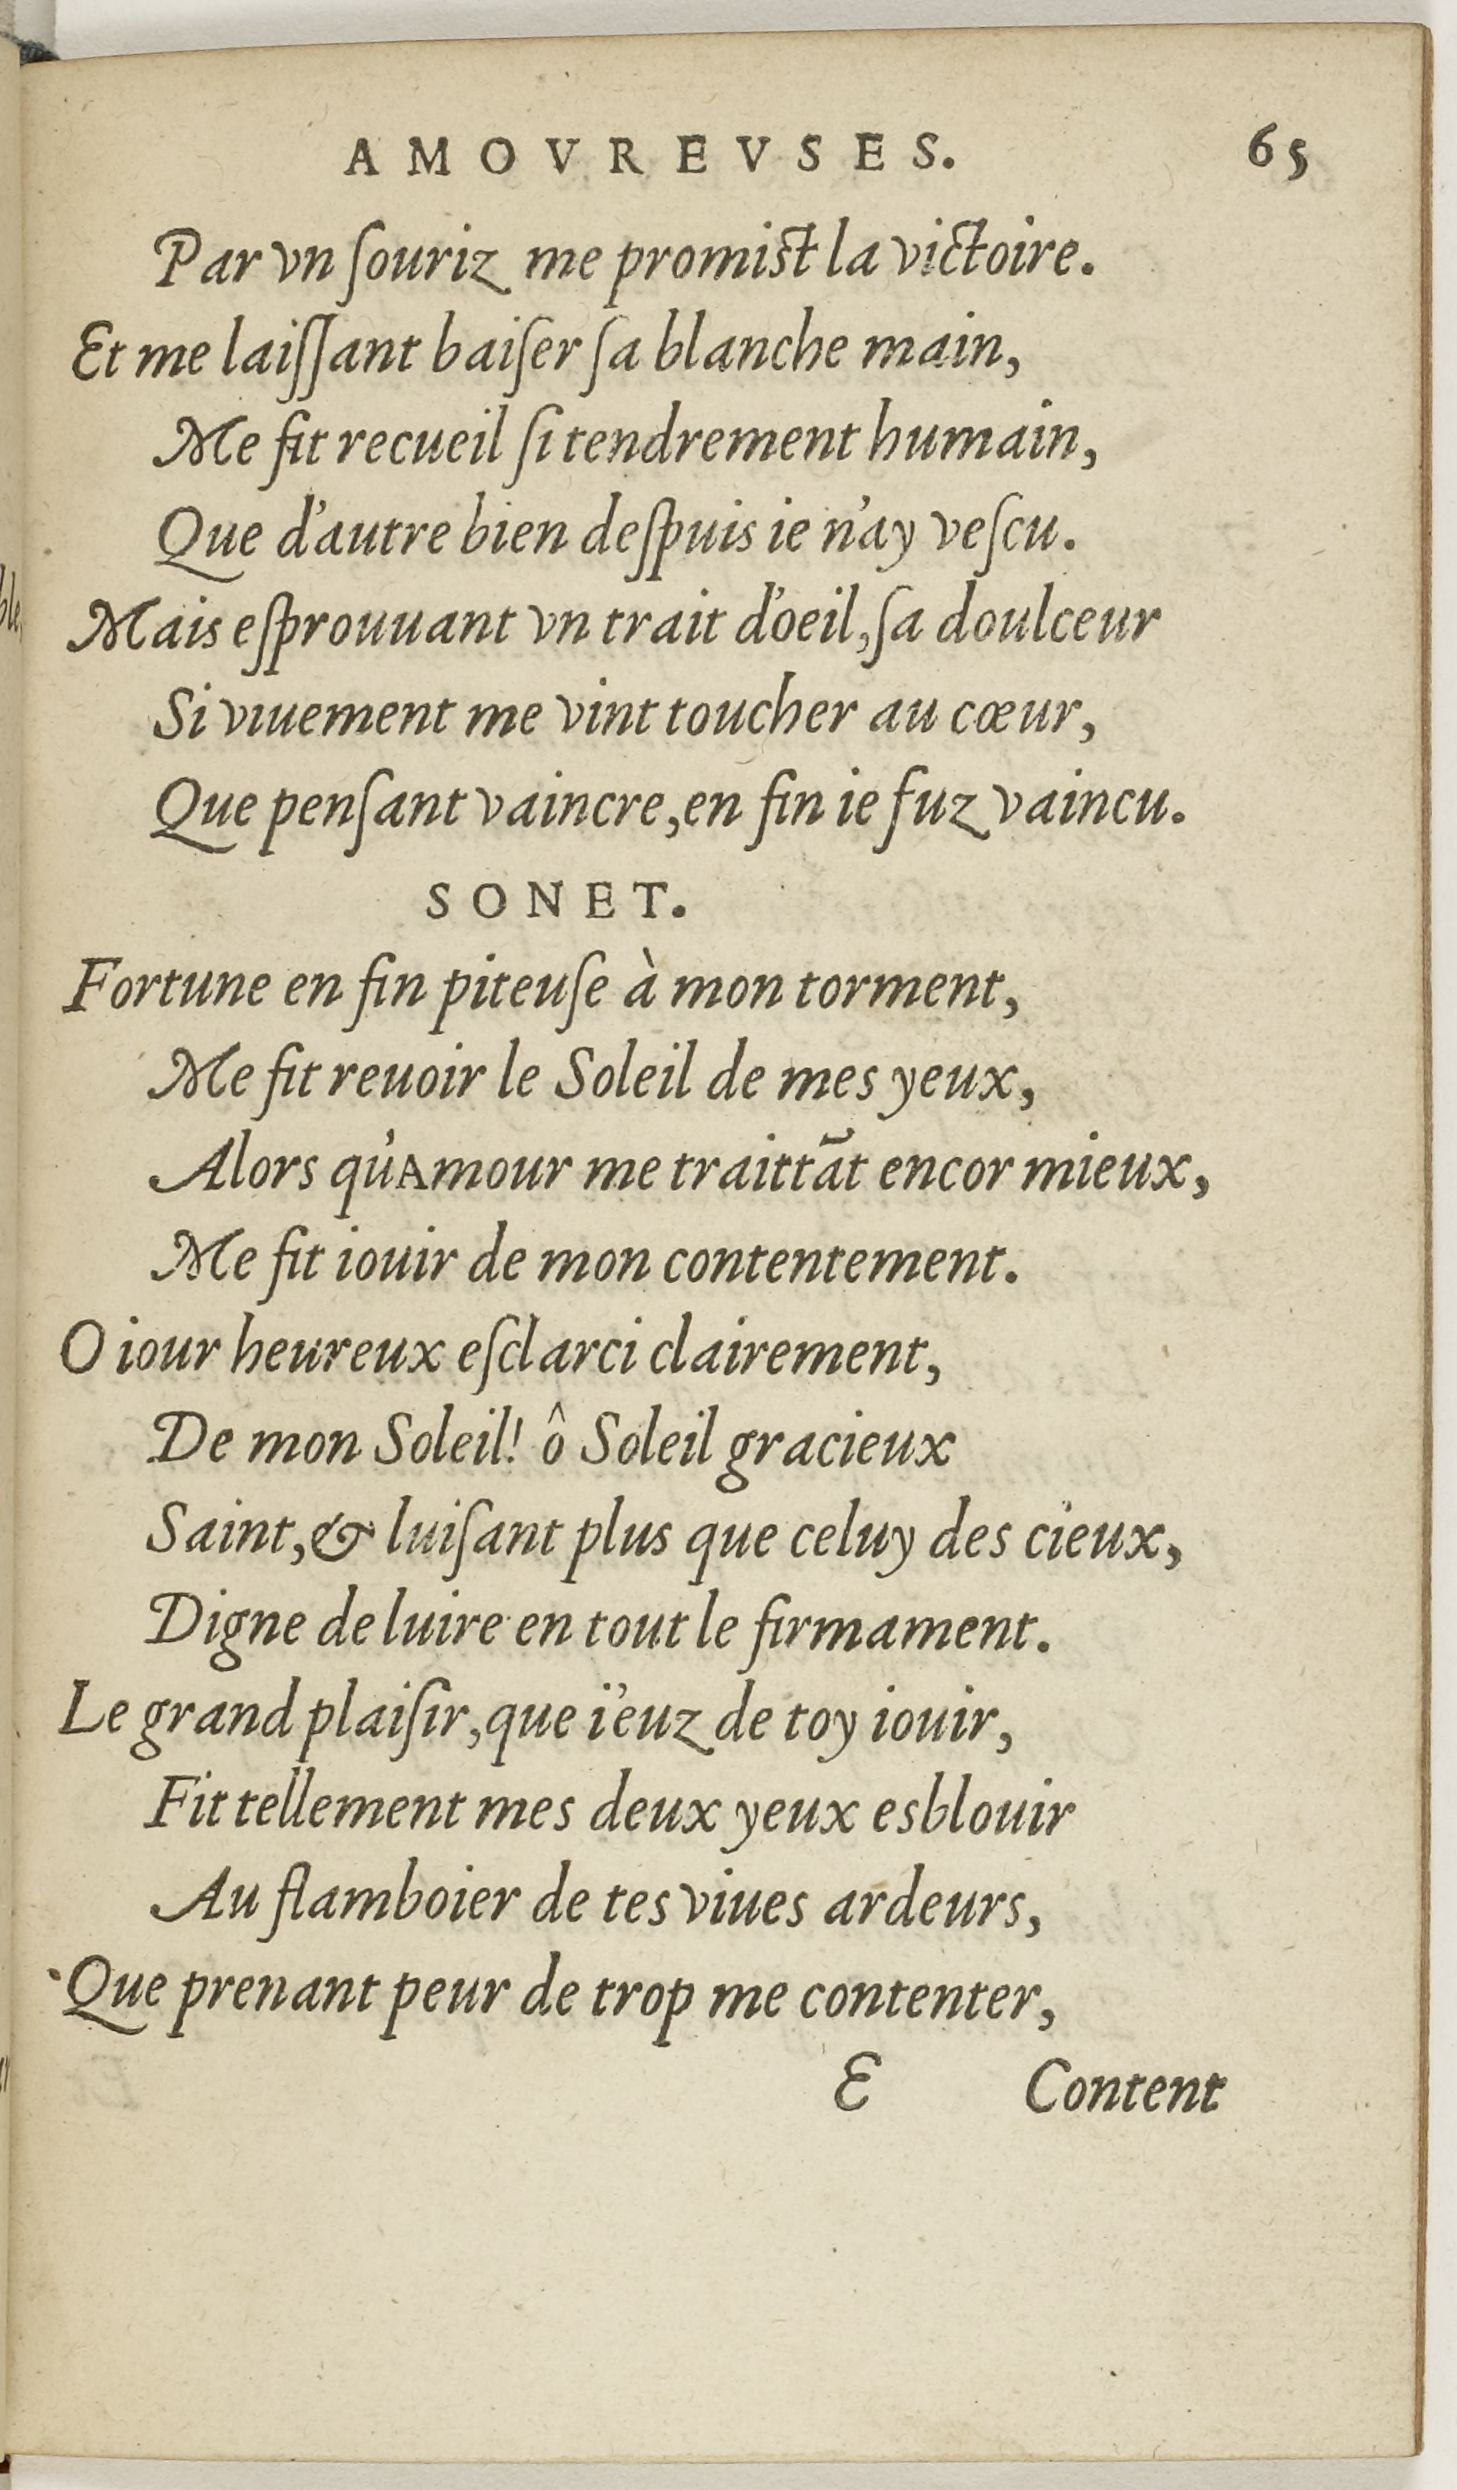 AMOVREVSES. 65
Par vn ſouriz me promiſt la victoire.
Et me laiſſant baiſer ſa blanche main,
Me fit recueil ſi tendrement humain,
Que d'autre bien deſpuis ie n'ay veſcu.
Mais eſprouuant vn trait d'oeil, ſa doulceur
Si viuement me vint toucher au cœur,
Que penſant vaincre, en fin ie fuz vaincu.
SONET.
Fortune en fin piteuſe à mon torment,
Me fit reuoir le Soleil de mes yeux,
Alors qu'Amour me traittãt encor mieux,
Me fit iouir de mon contentement.
O iour heureux eſclarci clairement,
De mon Soleil! ô Soleil gracieux
Saint, & luiſant plus que celuy des cieux,
Digne de luire en tout le firmament.
Le grand plaiſir, que i'euz de toy iouir,
Fit tellement mes deux yeux esblouir
Au flamboier de tes viues ardeurs,
Que prenant peur de trop me contenter,
E Content